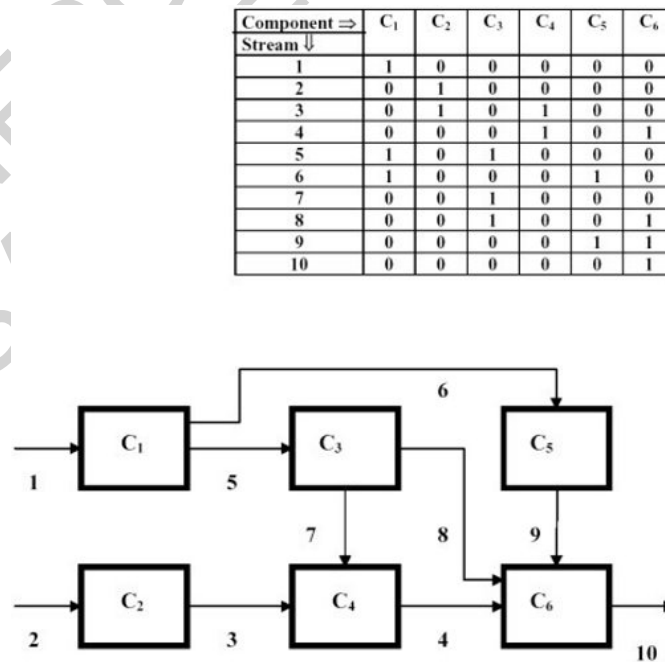 Component ⇒ C1 C2 C3 C4 C5 C6
Stream ⇓
1 1 0 0 0 0 0
2 0 1 0 0 0 0
3 0 1 0 1 0 0
4 0 0 0 1 0 1
5 1 0 1 0 0 0
6 1 0 0 0 1 0
7 0 0 1 0 0 0
8 0 0 1 0 0 1
9 0 0 0 0 1 1
10 0 0 0 0 0 1
6
C1 C3 C5
1 5
7 8 9
C2 C4 C6
2 3 4 10